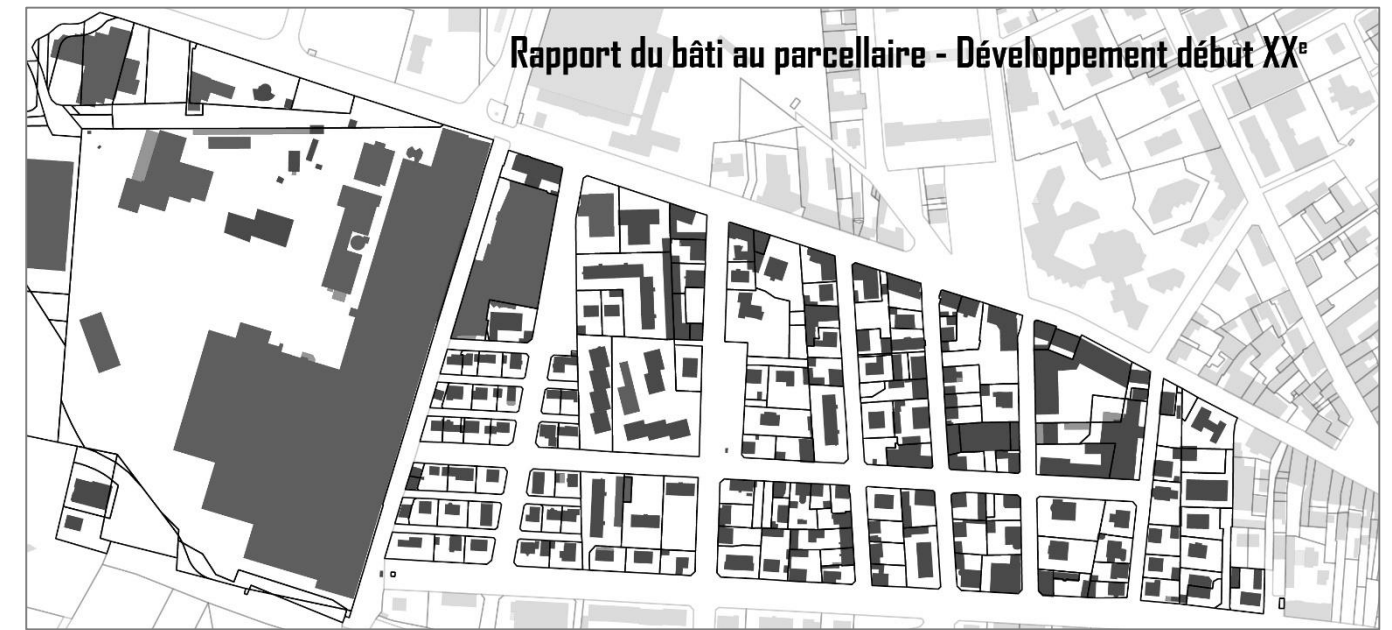 Rapport du bâti au parcellaire - Développement début XXᵉ